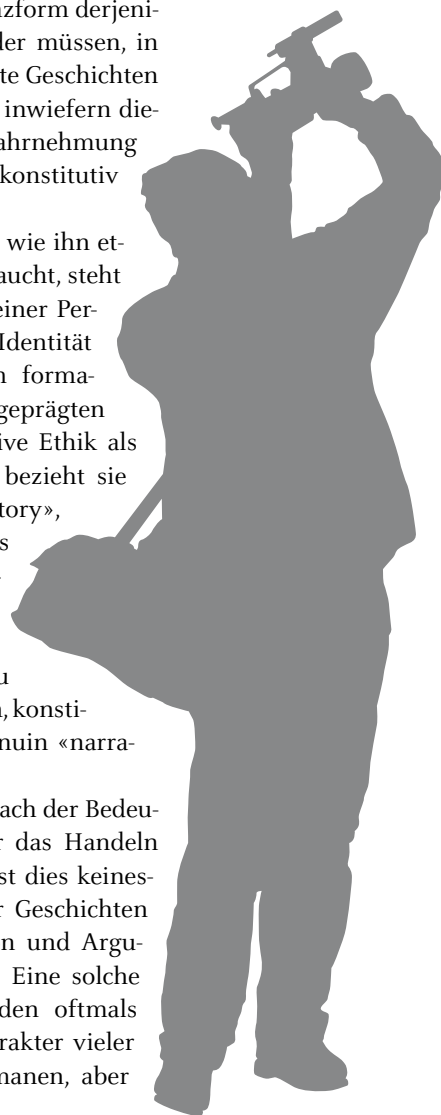 nzform derjeni-
der müssen, in
te Geschichten
inwiefern die-
ahrnehmung
konstitutiv
wie ihn et-
aucht, steht
einer Per-
Identität
n forma-
geprägten
ive Ethik als
bezieht sie
tory»,
s
u
, konsti-
nuin «narra-
ach der Bedeu-
r das Handeln
st dies keines-
r Geschichten
n und Argu-
Eine solche
den oftmals
rakter vieler
manen, aber